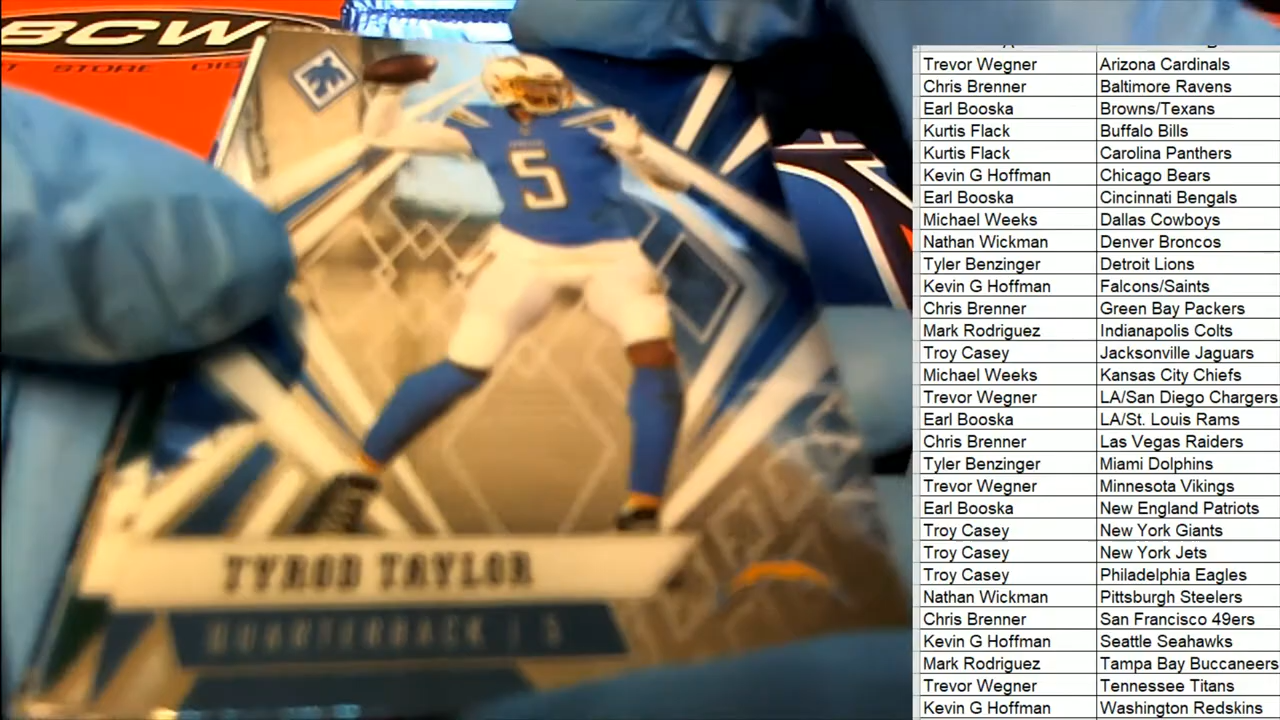 BCW
T STORE DIS
5
TYROD TAYLOR
QUARTERBACK | 5
Trevor Wegner Arizona Cardinals
Chris Brenner Baltimore Ravens
Earl Booska Browns/Texans
Kurtis Flack Buffalo Bills
Kurtis Flack Carolina Panthers
Kevin G Hoffman Chicago Bears
Earl Booska Cincinnati Bengals
Michael Weeks Dallas Cowboys
Nathan Wickman Denver Broncos
Tyler Benzinger Detroit Lions
Kevin G Hoffman Falcons/Saints
Chris Brenner Green Bay Packers
Mark Rodriguez Indianapolis Colts
Troy Casey Jacksonville Jaguars
Michael Weeks Kansas City Chiefs
Trevor Wegner LA/San Diego Chargers
Earl Booska LA/St. Louis Rams
Chris Brenner Las Vegas Raiders
Tyler Benzinger Miami Dolphins
Trevor Wegner Minnesota Vikings
Earl Booska New England Patriots
Troy Casey New York Giants
Troy Casey New York Jets
Troy Casey Philadelphia Eagles
Nathan Wickman Pittsburgh Steelers
Chris Brenner San Francisco 49ers
Kevin G Hoffman Seattle Seahawks
Mark Rodriguez Tampa Bay Buccaneers
Trevor Wegner Tennessee Titans
Kevin G Hoffman Washington Redskins